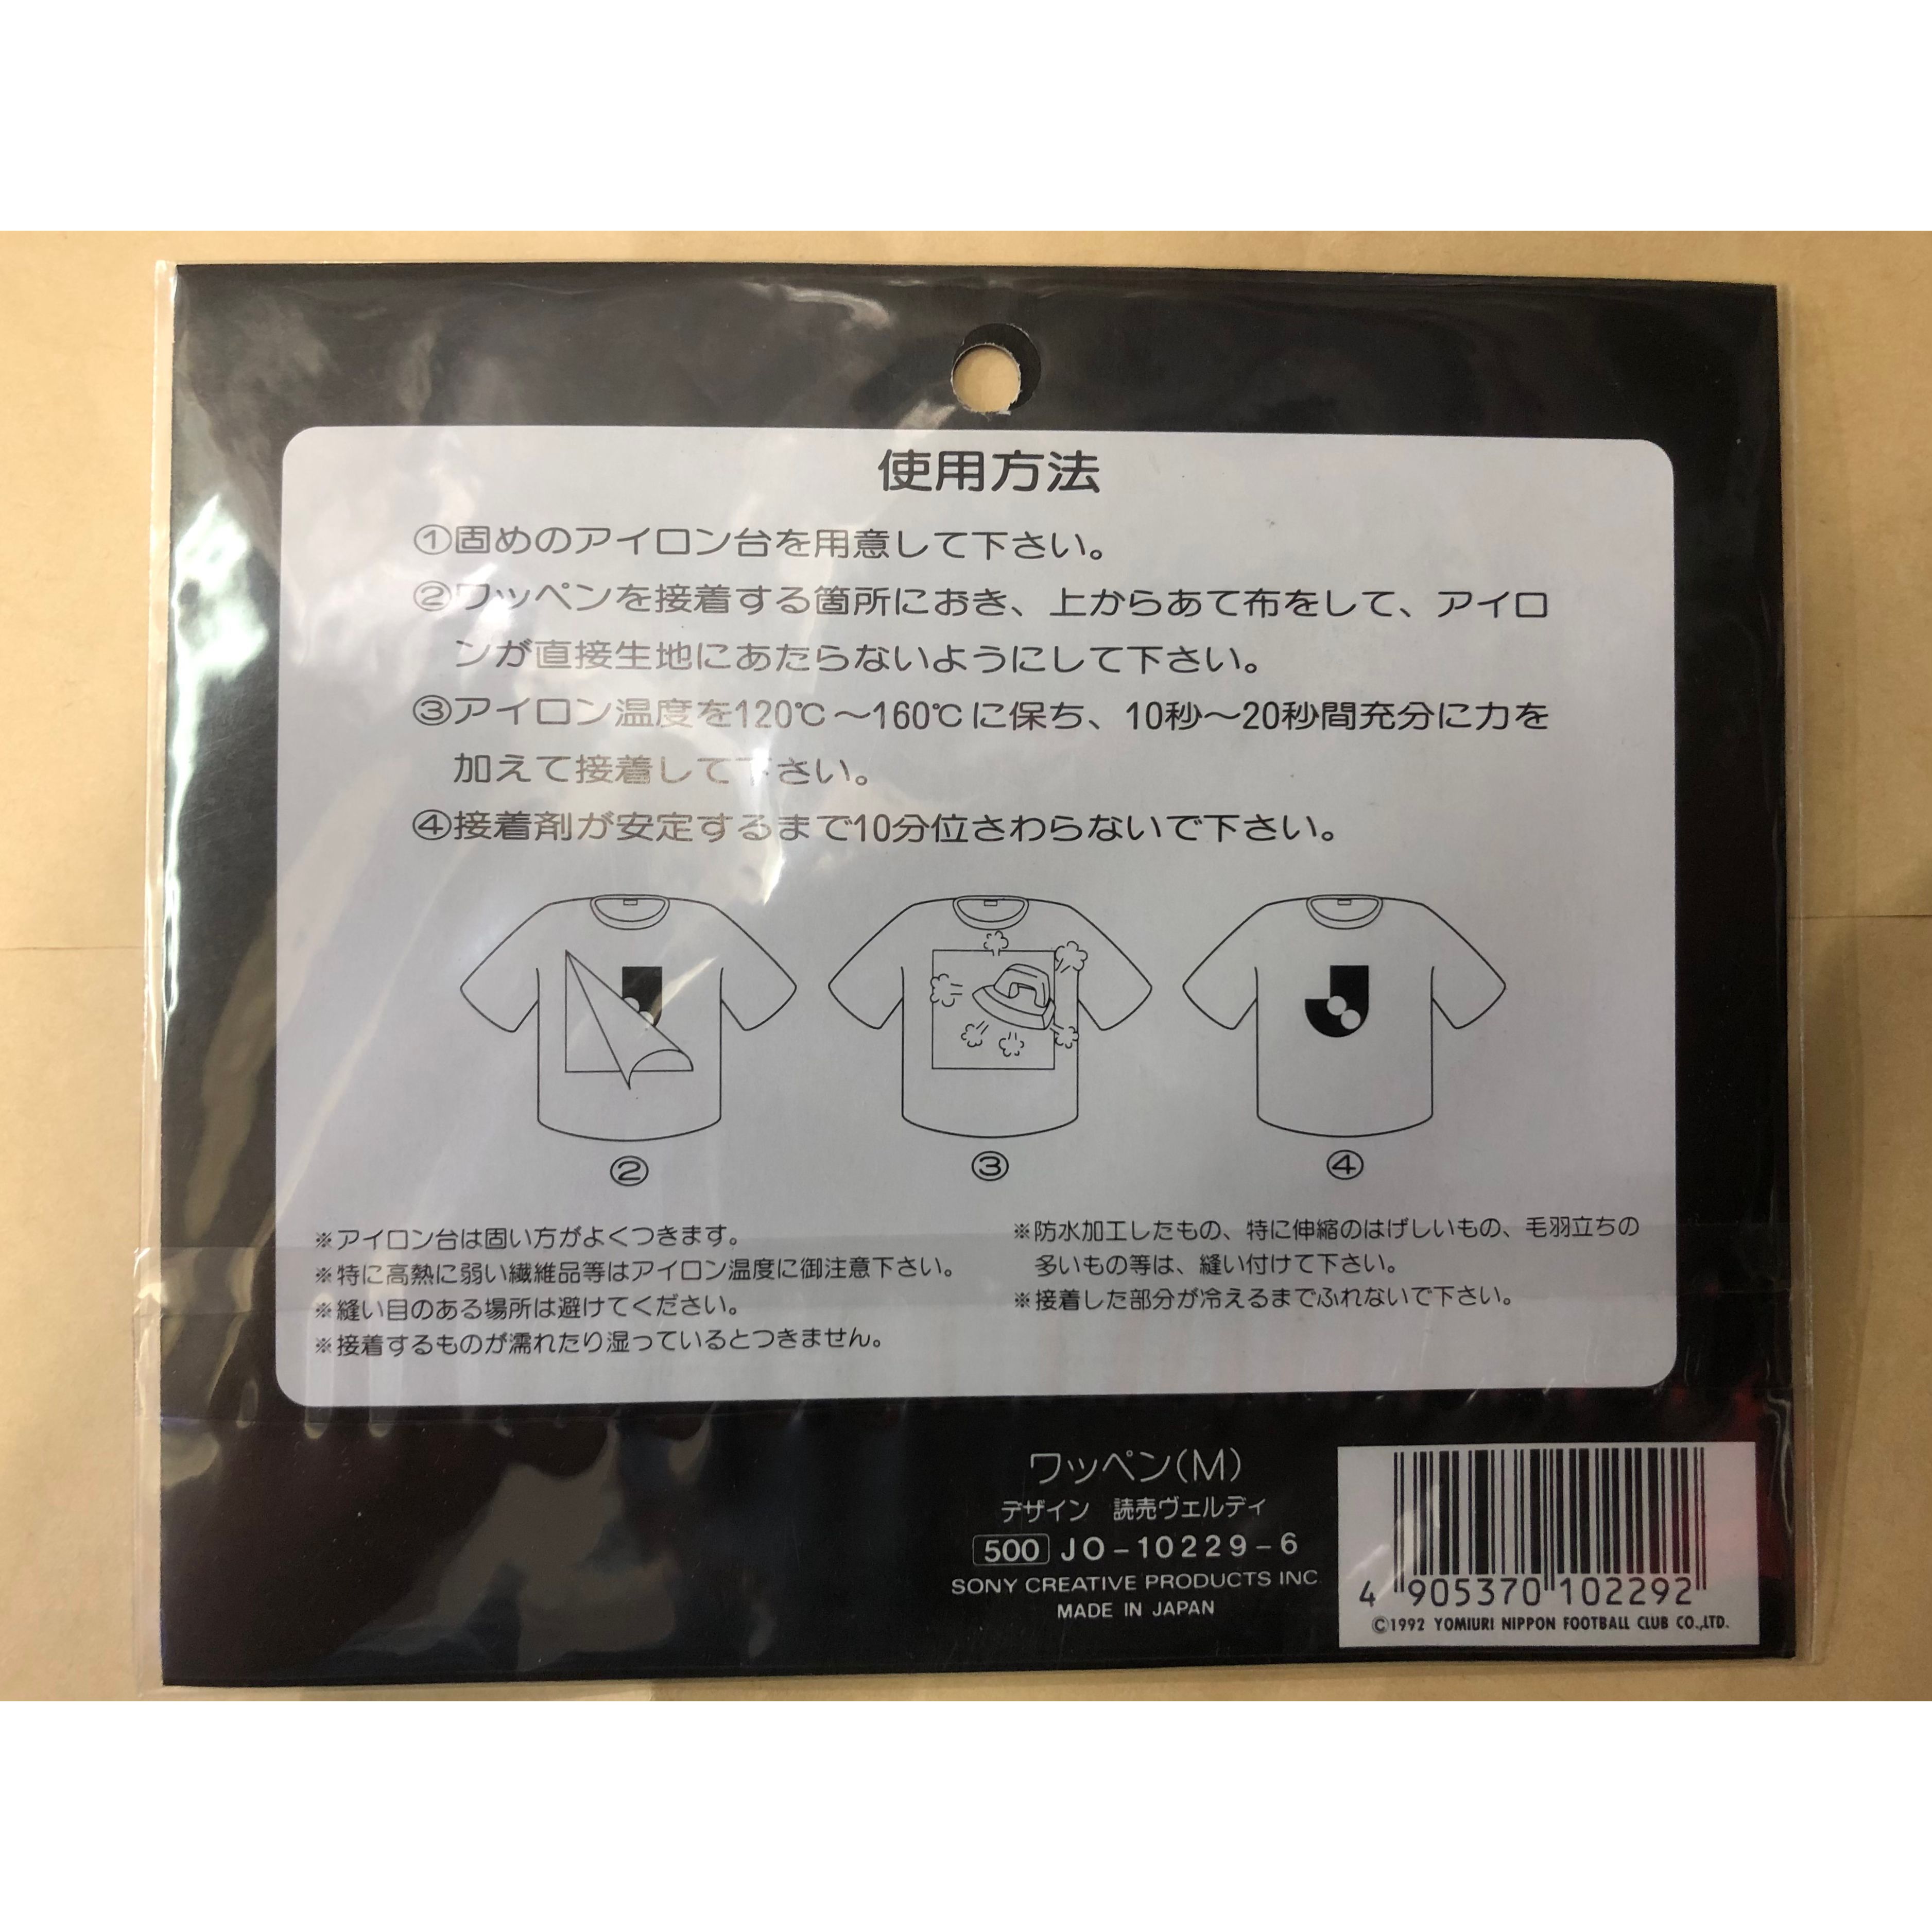 使用方法
①固めのアイロン台を用意して下さい。
②ワッペンを接着する箇所におき、上からあて布をして、アイロ
ンが直接生地にあたらないようにして下さい。
③アイロン温度を120℃～160℃に保ち、10秒～20秒間充分に力を
加えて接着して下さい。
④接着剤が安定するまで10分位さわらないで下さい。
② ③ ④
※アイロン台は固い方がよくつきます。
※特に高熱に弱い繊維品等はアイロン温度に御注意下さい。
※縫い目のある場所は避けてください。
※接着するものが濡れたり湿っているとつきません。
※防水加工したもの、特に伸縮のはげしいもの、毛羽立ちの
多いもの等は、縫い付けて下さい。
※接着した部分が冷えるまでふれないで下さい。
ワッペン(M)
デザイン 読売ヴェルディ
500 JO-10229-6
SONY CREATIVE PRODUCTS INC.
MADE IN JAPAN
4 905370 102292
©1992 YOMIURI NIPPON FOOTBALL CLUB CO.,LTD.